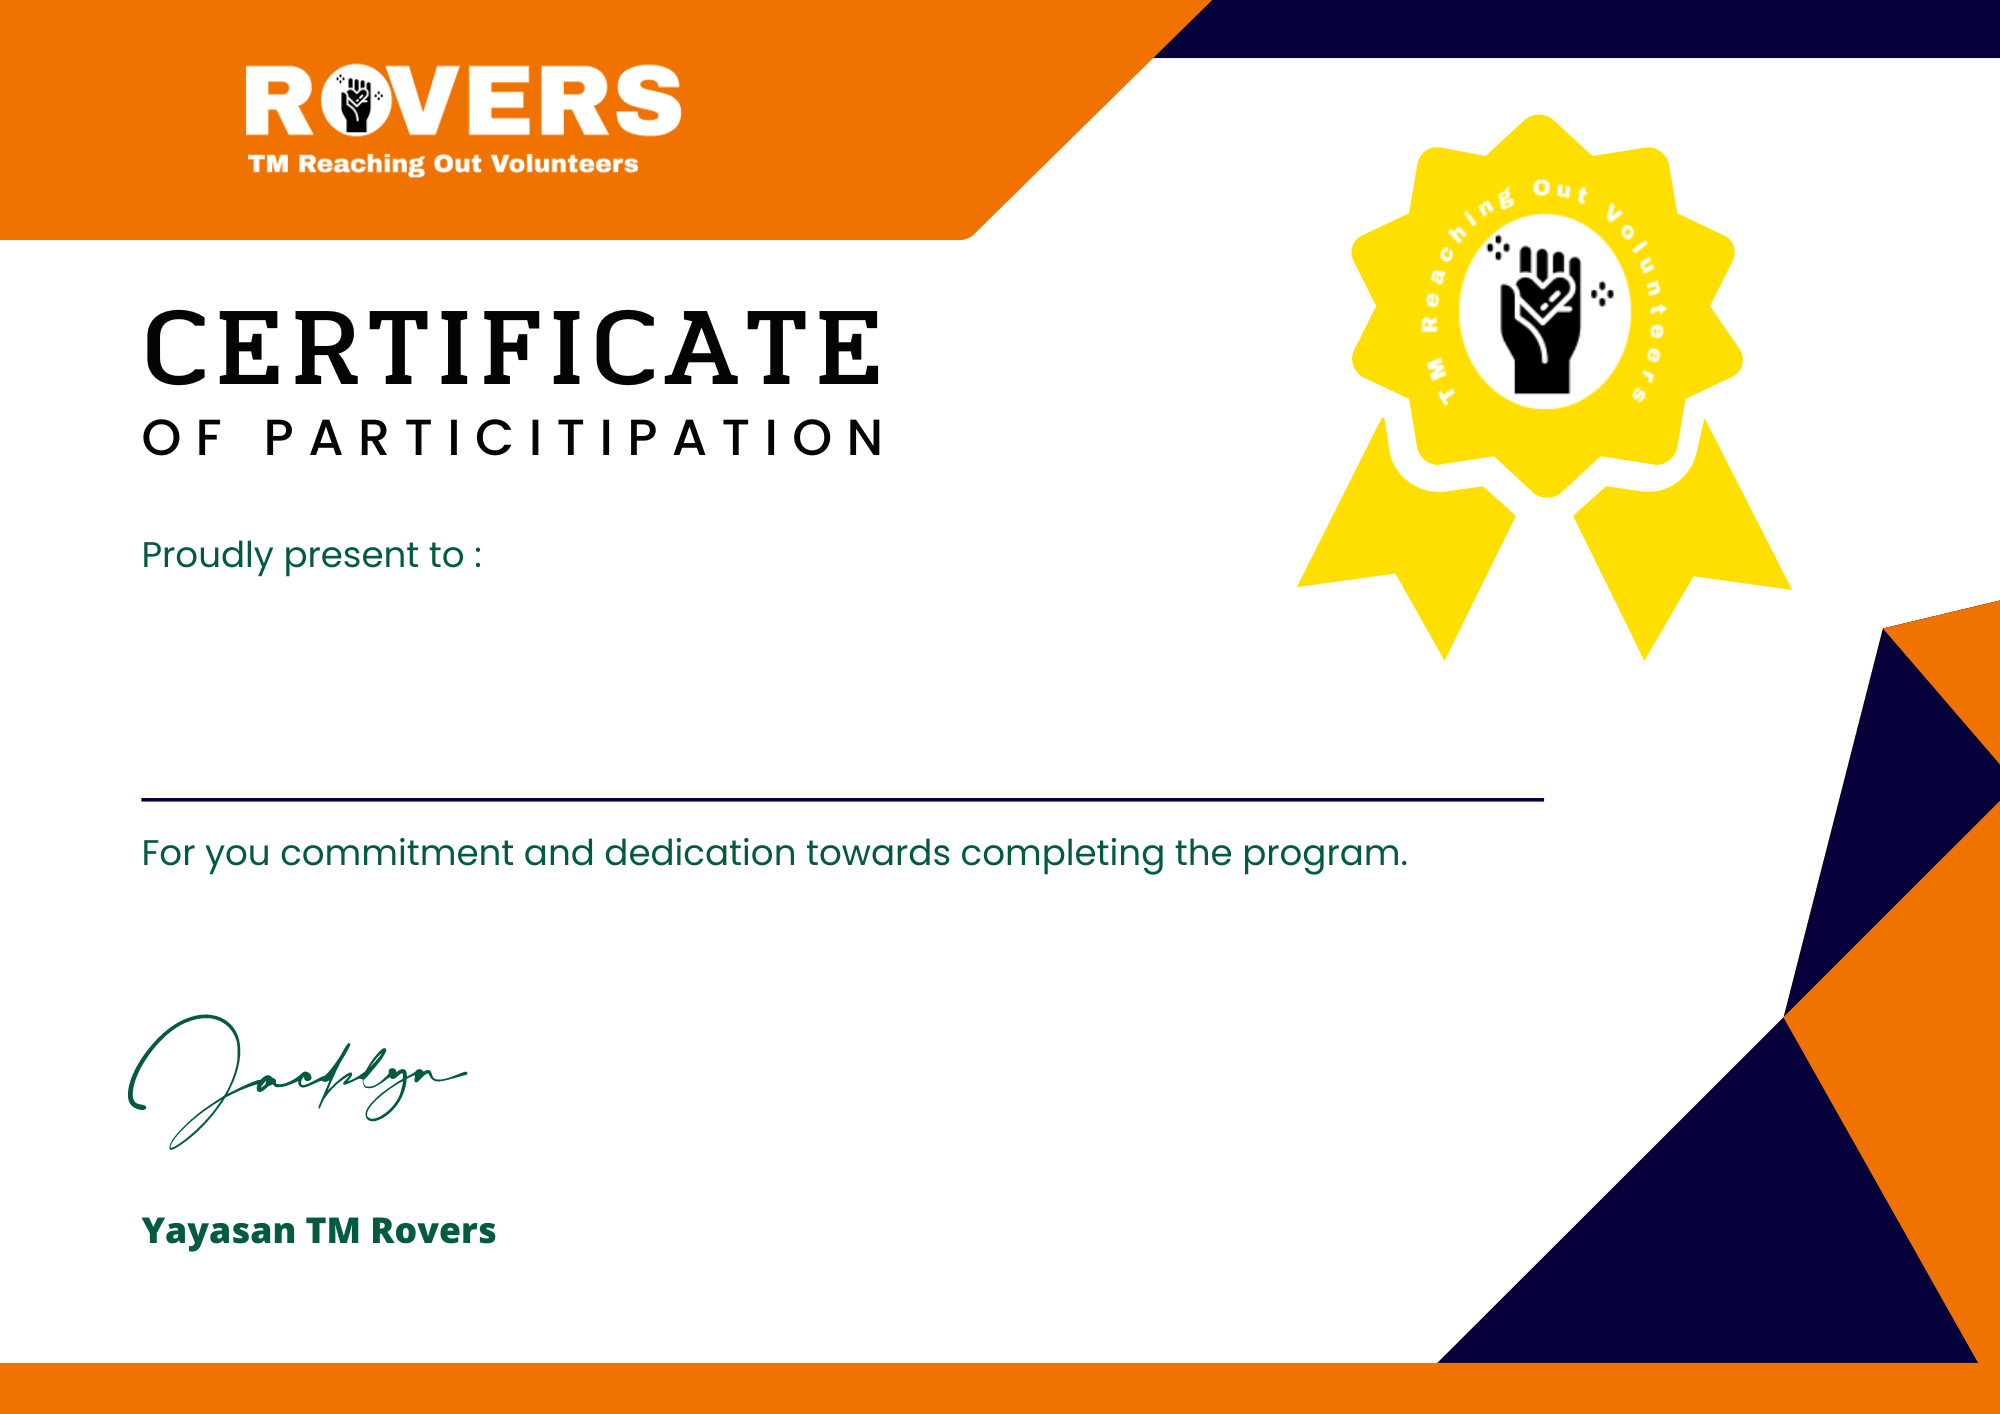 ROVERS
TM Reaching Out Volunteers
TM Reaching Out Volunteers
CERTIFICATE
OF PARTICITIPATION
Proudly present to :
For you commitment and dedication towards completing the program.
Jacklyn
Yayasan TM Rovers